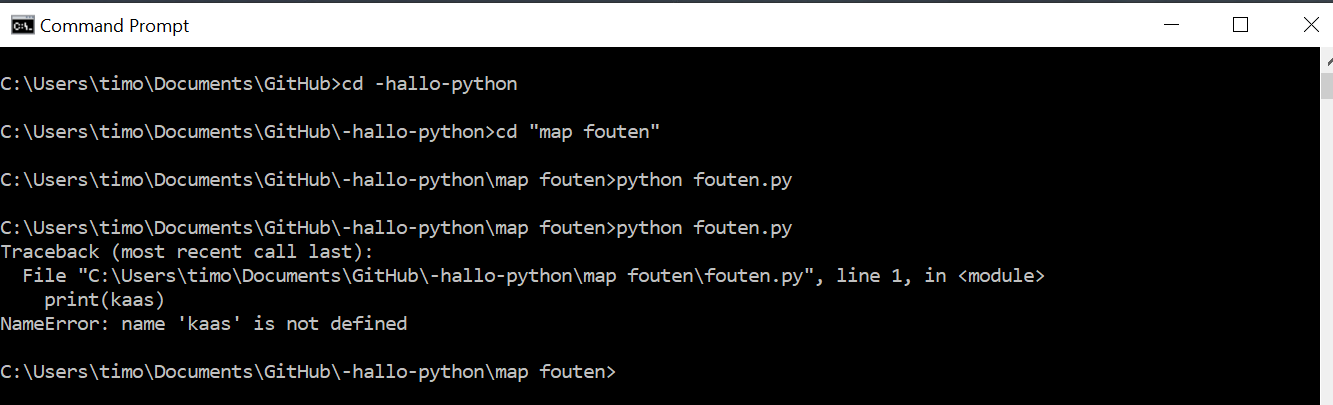 Command Prompt
C:\Users\timo\Documents\GitHub>cd -hallo-python
C:\Users\timo\Documents\GitHub\-hallo-python>cd "map fouten"
C:\Users\timo\Documents\GitHub\-hallo-python\map fouten>python fouten.py
C:\Users\timo\Documents\GitHub\-hallo-python\map fouten>python fouten.py
Traceback (most recent call last):
  File "C:\Users\timo\Documents\GitHub\-hallo-python\map fouten\fouten.py", line 1, in <module>
    print(kaas)
NameError: name 'kaas' is not defined
C:\Users\timo\Documents\GitHub\-hallo-python\map fouten>